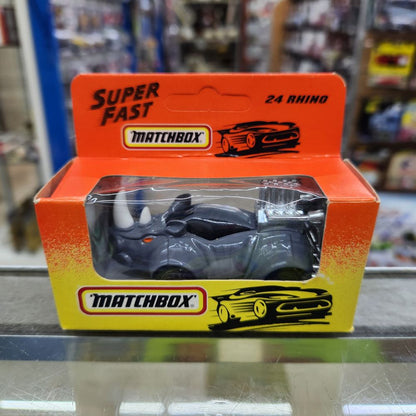 SUPER
FAST
24 RHINO
MATCHBOX
MATCHBOX